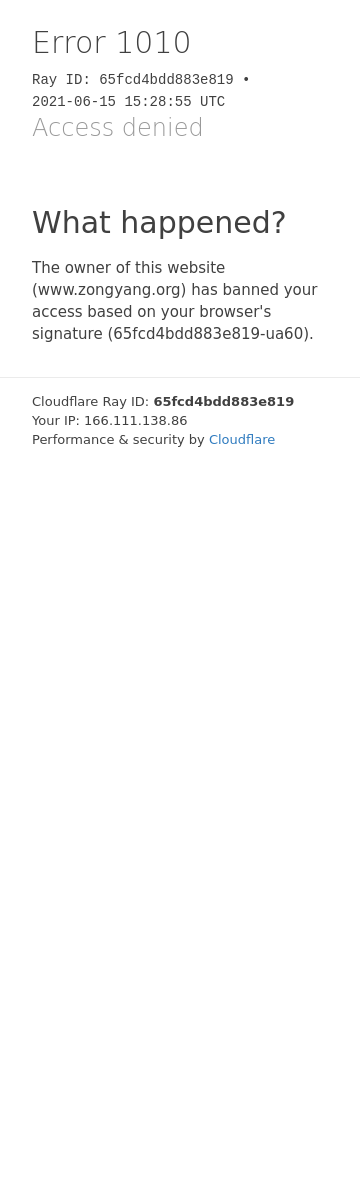 Error 1010
Ray ID: 65fcd4bdd883e819 •
2021-06-15 15:28:55 UTC
Access denied
What happened?
The owner of this website
(www.zongyang.org) has banned your
access based on your browser's
signature (65fcd4bdd883e819-ua60).
Cloudflare Ray ID: 65fcd4bdd883e819
Your IP: 166.111.138.86
Performance & security by Cloudflare